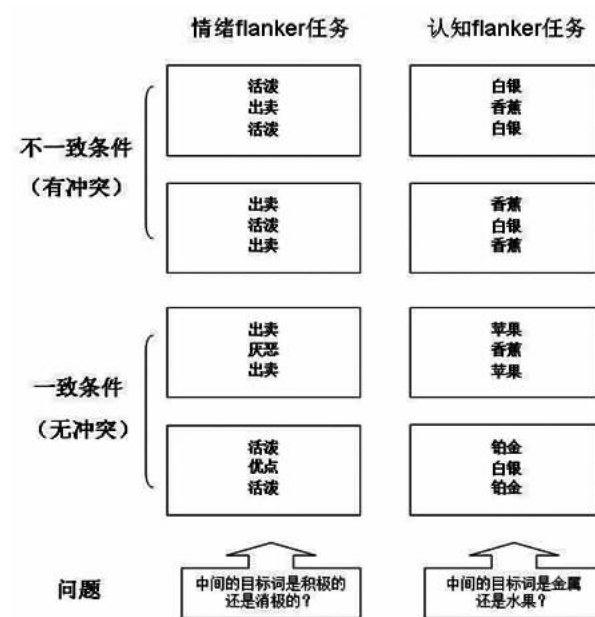 情绪flanker任务
认知flanker任务
不一致条件
（有冲突）
活泼
出卖
活泼
白银
香蕉
白银
出卖
活泼
出卖
香蕉
白银
香蕉
一致条件
（无冲突）
出卖
厌恶
出卖
苹果
香蕉
苹果
活泼
优点
活泼
铂金
白银
铂金
问题
中间的目标词是积极的
还是消极的？
中间的目标词是金属
还是水果？